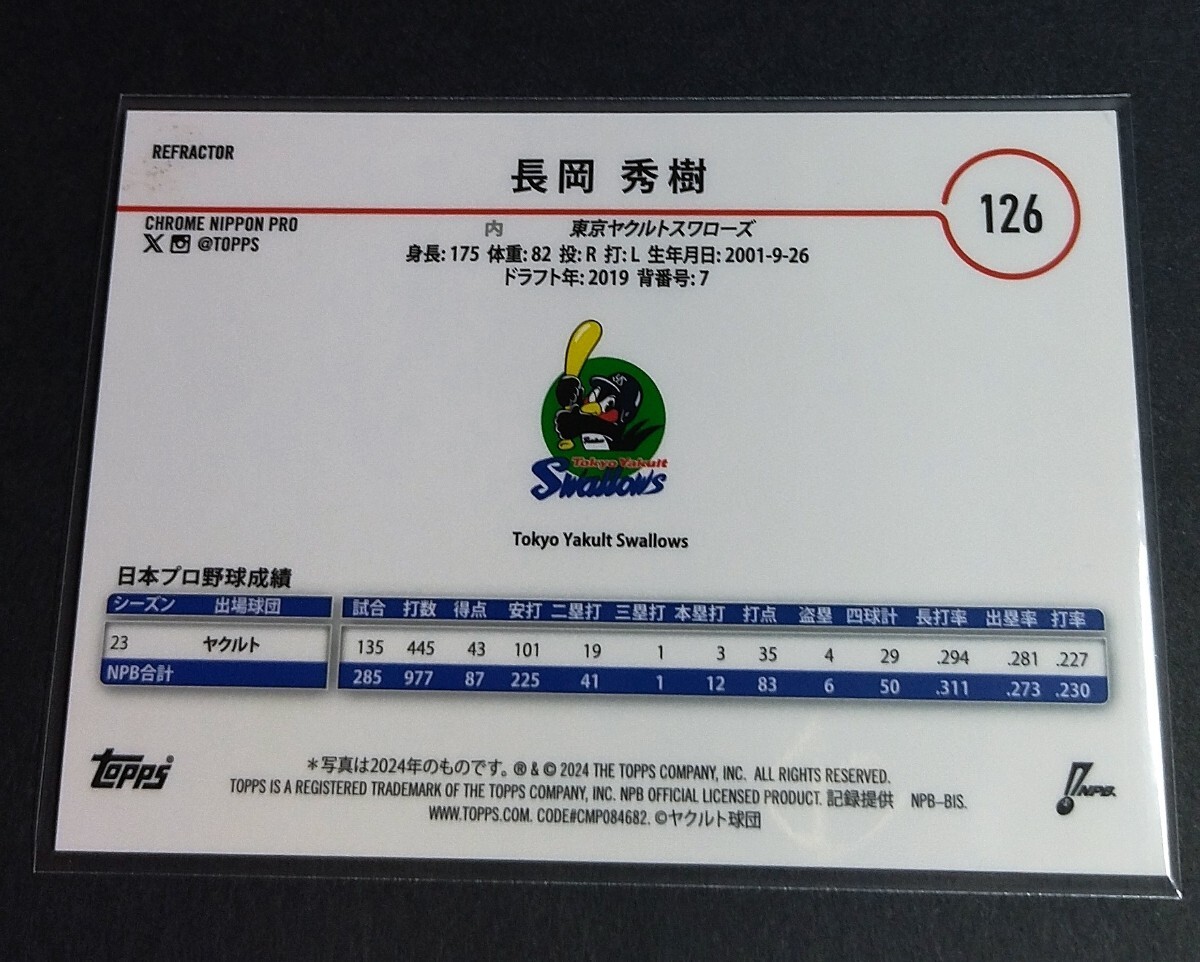 REFRACTOR
長岡 秀樹
126
CHROME NIPPON PRO
@TOPPS
内 東京ヤクルトスワローズ
身長: 175 体重: 82 投: R 打: L 生年月日: 2001-9-26
ドラフト年: 2019 背番号: 7
Tokyo Yakult
Swallows
Tokyo Yakult Swallows
日本プロ野球成績
シーズン 出場球団 試合 打数 得点 安打 二塁打 三塁打 本塁打 打点 盗塁 四球計 長打率 出塁率 打率
23 ヤクルト 135 445 43 101 19 1 3 35 4 29 .294 .281 .227
NPB合計 285 977 87 225 41 1 12 83 6 50 .311 .273 .230
topps
＊写真は2024年のものです。 ® & © 2024 THE TOPPS COMPANY, INC. ALL RIGHTS RESERVED.
TOPPS IS A REGISTERED TRADEMARK OF THE TOPPS COMPANY, INC. NPB OFFICIAL LICENSED PRODUCT. 記録提供 NPB–BIS.
WWW.TOPPS.COM. CODE#CMP084682. ©ヤクルト球団
NPB